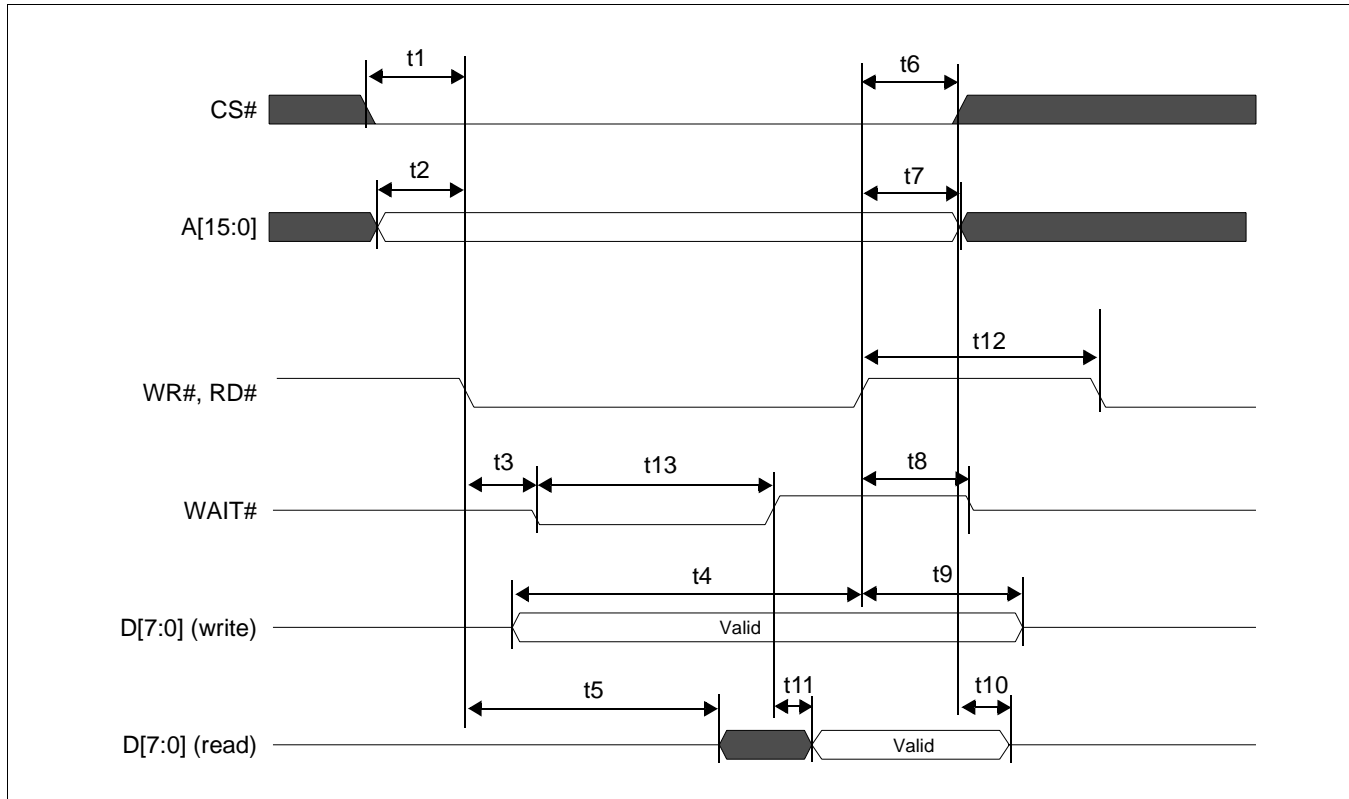 t1
t6
CS#
t2
t7
A[15:0]
t12
WR#, RD#
t3
t13
t8
WAIT#
t4
t9
D[7:0] (write)
Valid
t5
t11
t10
D[7:0] (read)
Valid